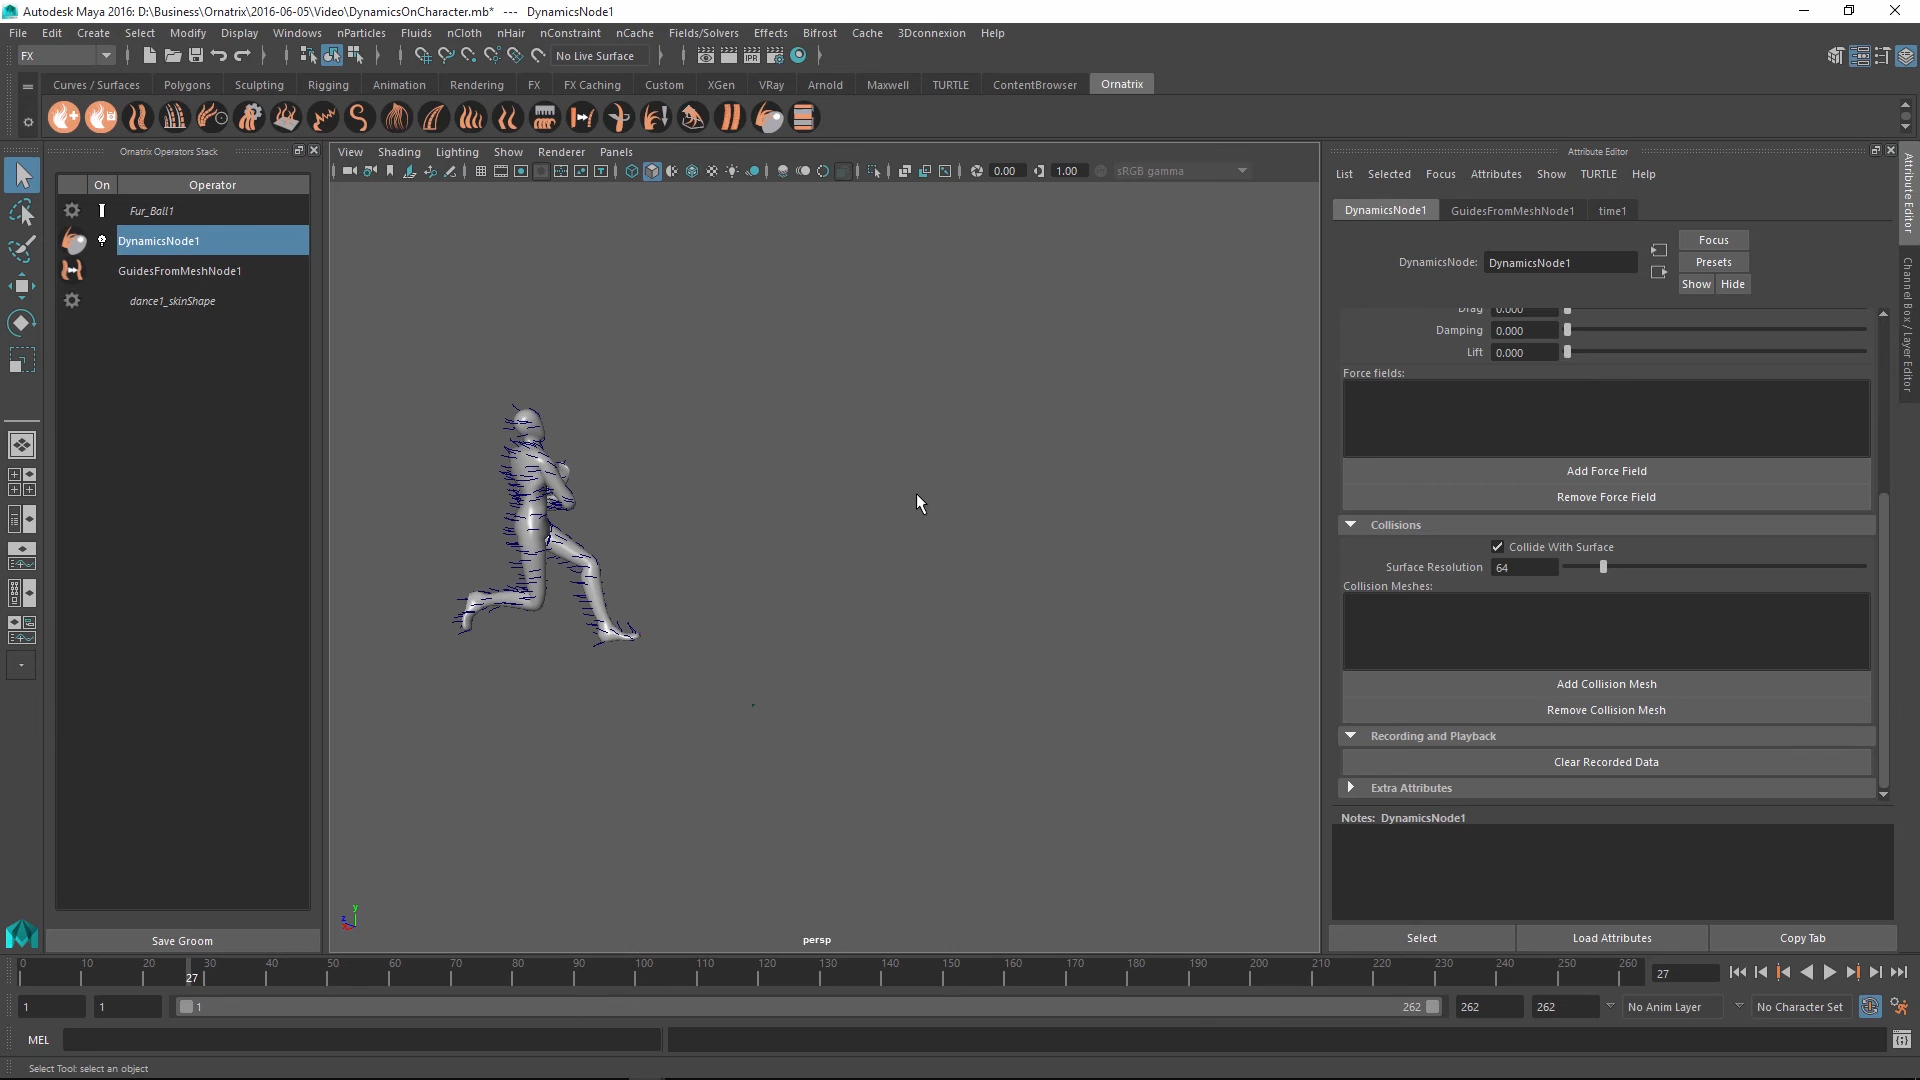 Autodesk Maya 2016: D:\Business\Ornatrix\2016-06-05\Video\DynamicsOnCharacter.mb* --- DynamicsNode1
File Edit Create Select Modify Display Windows nParticles Fluids nCloth nHair nConstraint nCache Fields/Solvers Effects Bifrost Cache 3Dconnexion Help
FX No Live Surface
Curves / Surfaces Polygons Sculpting Rigging Animation Rendering FX FX Caching Custom XGen VRay Arnold Maxwell TURTLE ContentBrowser Ornatrix
Ornatrix Operators Stack
On Operator
Fur_Ball1
DynamicsNode1
GuidesFromMeshNode1
dance1_skinShape
Save Groom
View Shading Lighting Show Renderer Panels
0.00 1.00 sRGB gamma
y
z
x
persp
Attribute Editor
List Selected Focus Attributes Show TURTLE Help
DynamicsNode1 GuidesFromMeshNode1 time1
DynamicsNode: DynamicsNode1
Focus
Presets
Show Hide
Drag 0.000
Damping 0.000
Lift 0.000
Force fields:
Add Force Field
Remove Force Field
Collisions
Collide With Surface
Surface Resolution 64
Collision Meshes:
Add Collision Mesh
Remove Collision Mesh
Recording and Playback
Clear Recorded Data
Extra Attributes
Notes: DynamicsNode1
Select Load Attributes Copy Tab
Attribute Editor
Channel Box / Layer Editor
0 10 20 30 40 50 60 70 80 90 100 110 120 130 140 150 160 170 180 190 200 210 220 230 240 250 260
27
27
1 1 1 262 262 262 No Anim Layer No Character Set
MEL
Select Tool: select an object